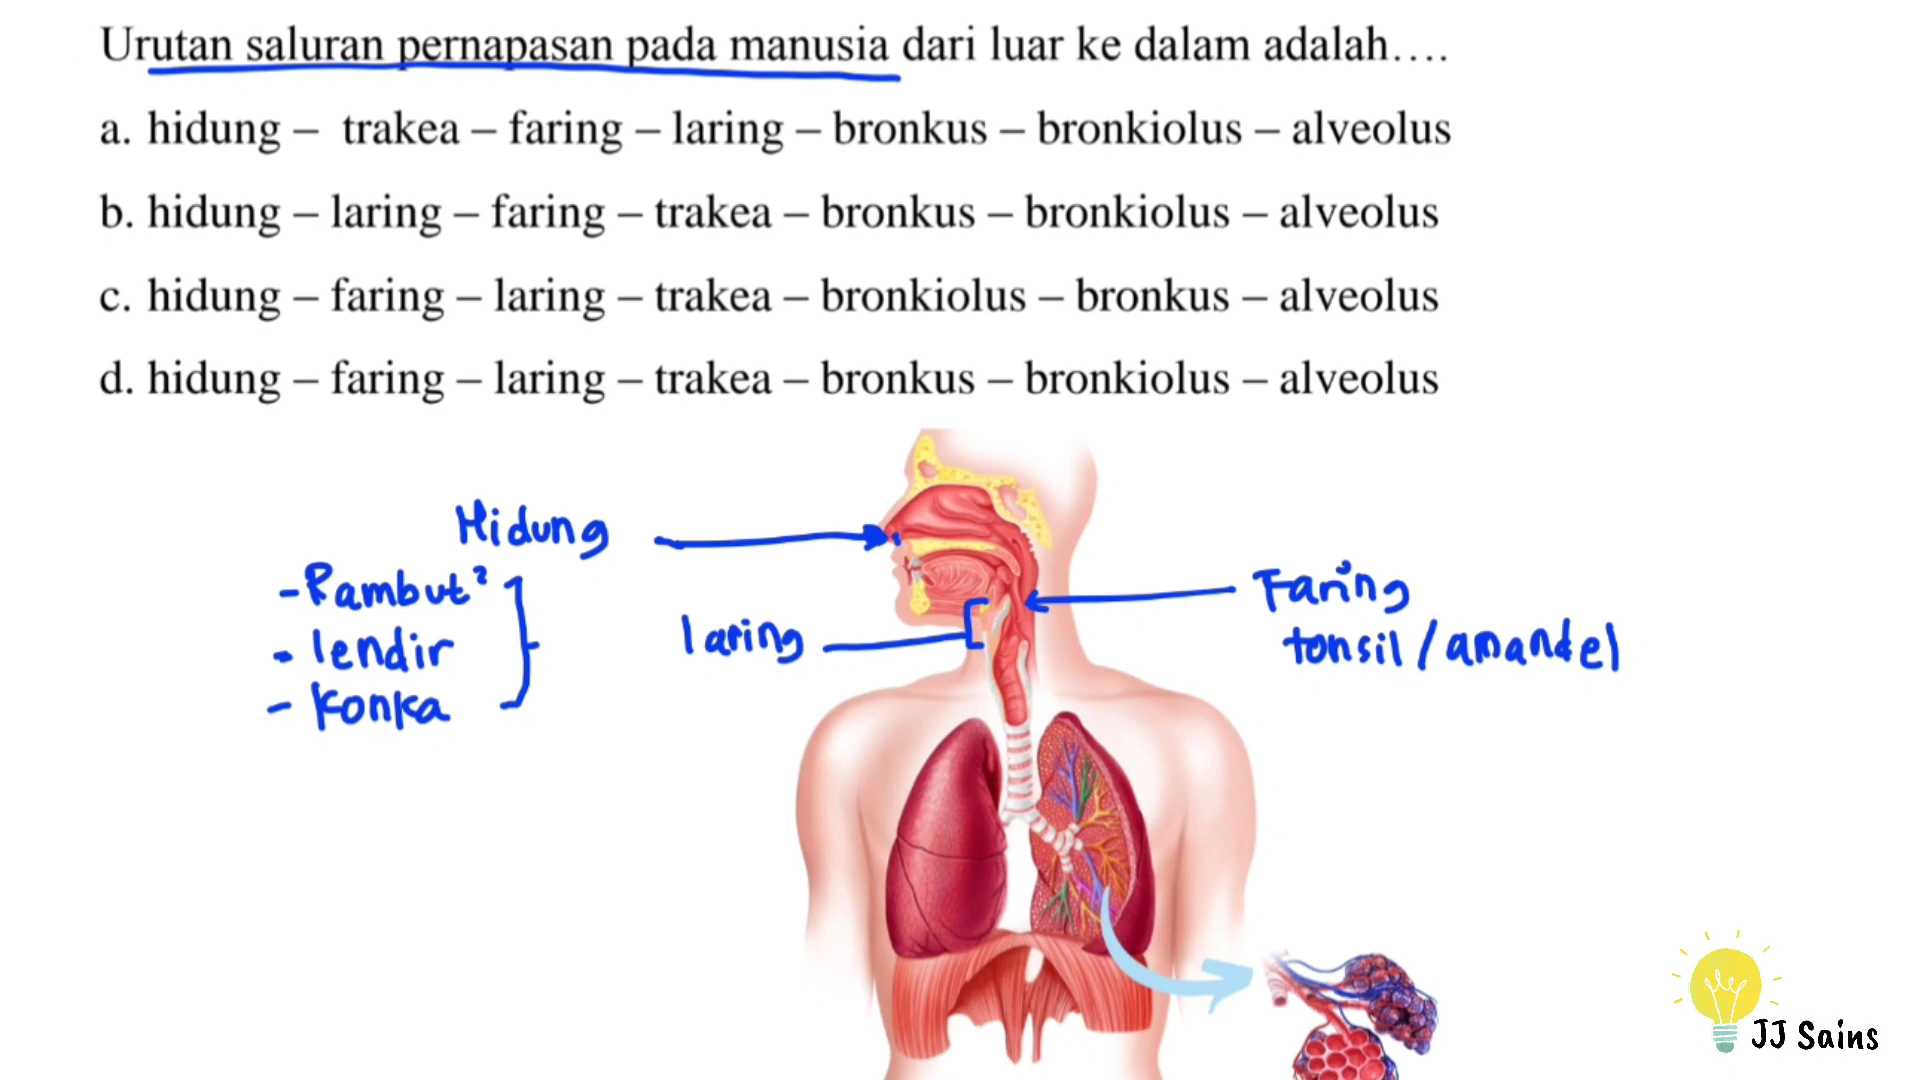 Urutan saluran pernapasan pada manusia dari luar ke dalam adalah....
a. hidung – trakea – faring – laring – bronkus – bronkiolus – alveolus
b. hidung – laring – faring – trakea – bronkus – bronkiolus – alveolus
c. hidung – faring – laring – trakea – bronkiolus – bronkus – alveolus
d. hidung – faring – laring – trakea – bronkus – bronkiolus – alveolus
Hidung
- Rambut²
- lendir
- Konka
laring
Faring
tonsil / amandel
JJ Sains